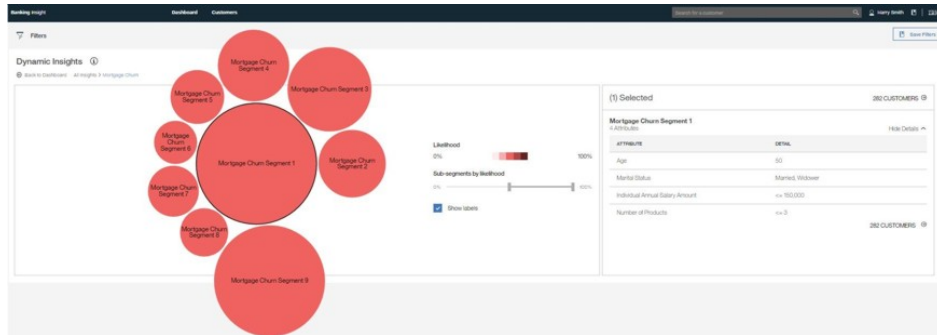 Banking Insight
Dashboard
Customers
Search for a customer
Harry Smith
Filters
Save Filters
Dynamic Insights
Back to Dashboard All Insights > Mortgage Churn
Mortgage Churn
Segment 4
Mortgage Churn Segment 3
Mortgage Churn
Segment 5
Mortgage
Churn
Segment 6
Mortgage Churn Segment 1
Mortgage Churn
Segment 2
Mortgage Churn
Segment 7
Mortgage Churn
Segment 8
Mortgage Churn Segment 9
Likelihood
0%
100%
Sub-segments by likelihood
0%
100%
Show labels
(1) Selected
282 CUSTOMERS
Mortgage Churn Segment 1
4 Attributes
Hide Details
ATTRIBUTE DETAIL
Age 50
Marital Status Married, Widower
Individual Annual Salary Amount <= 150,000
Number of Products <= 3
282 CUSTOMERS